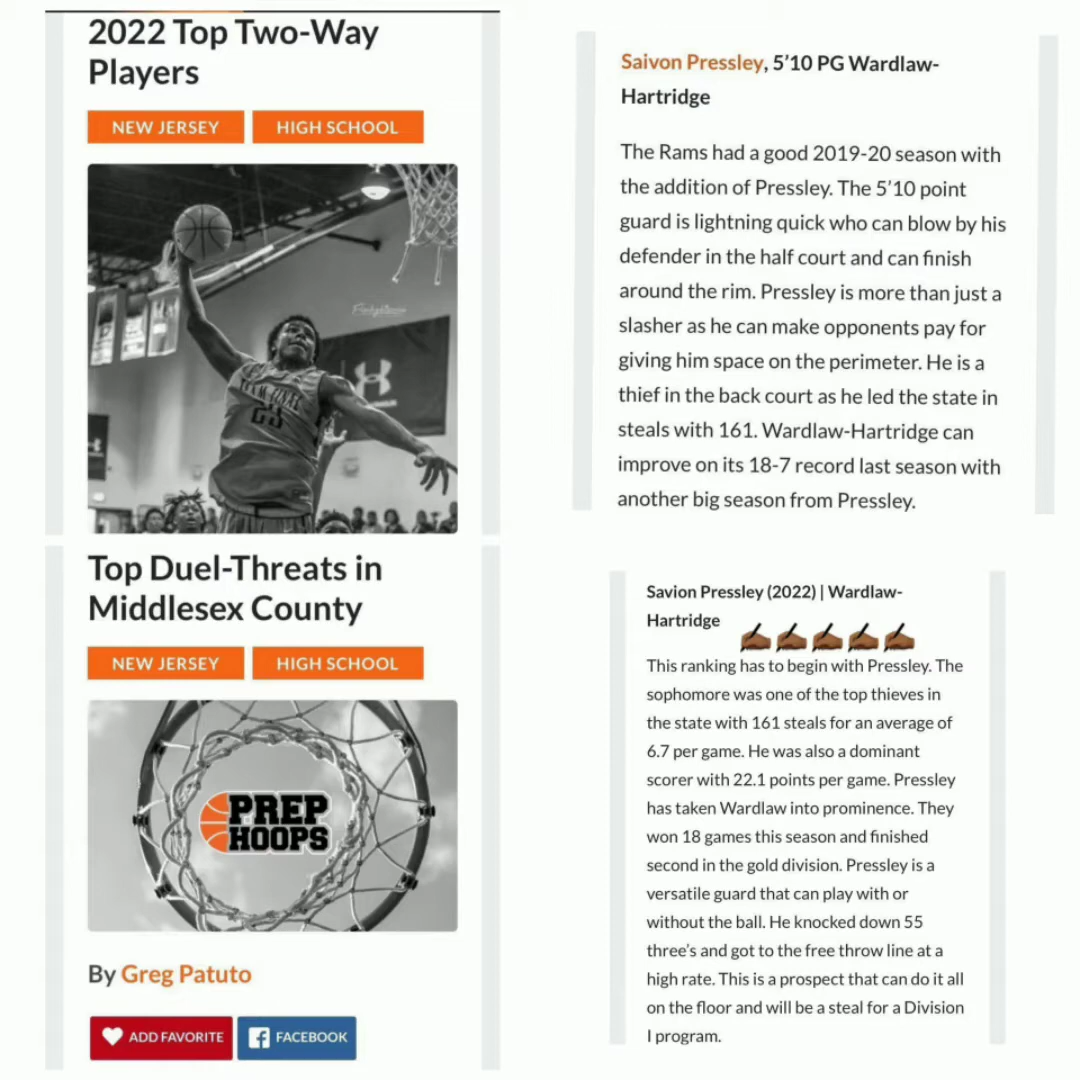 2022 Top Two-Way
Players
NEW JERSEY
HIGH SCHOOL
23
Top Duel-Threats in
Middlesex County
NEW JERSEY
HIGH SCHOOL
PREP
HOOPS
By Greg Patuto
ADD FAVORITE
FACEBOOK
Saivon Pressley, 5'10 PG Wardlaw-
Hartridge
The Rams had a good 2019-20 season with
the addition of Pressley. The 5'10 point
guard is lightning quick who can blow by his
defender in the half court and can finish
around the rim. Pressley is more than just a
slasher as he can make opponents pay for
giving him space on the perimeter. He is a
thief in the back court as he led the state in
steals with 161. Wardlaw-Hartridge can
improve on its 18-7 record last season with
another big season from Pressley.
Savion Pressley (2022) | Wardlaw-
Hartridge
This ranking has to begin with Pressley. The
sophomore was one of the top thieves in
the state with 161 steals for an average of
6.7 per game. He was also a dominant
scorer with 22.1 points per game. Pressley
has taken Wardlaw into prominence. They
won 18 games this season and finished
second in the gold division. Pressley is a
versatile guard that can play with or
without the ball. He knocked down 55
three's and got to the free throw line at a
high rate. This is a prospect that can do it all
on the floor and will be a steal for a Division
I program.